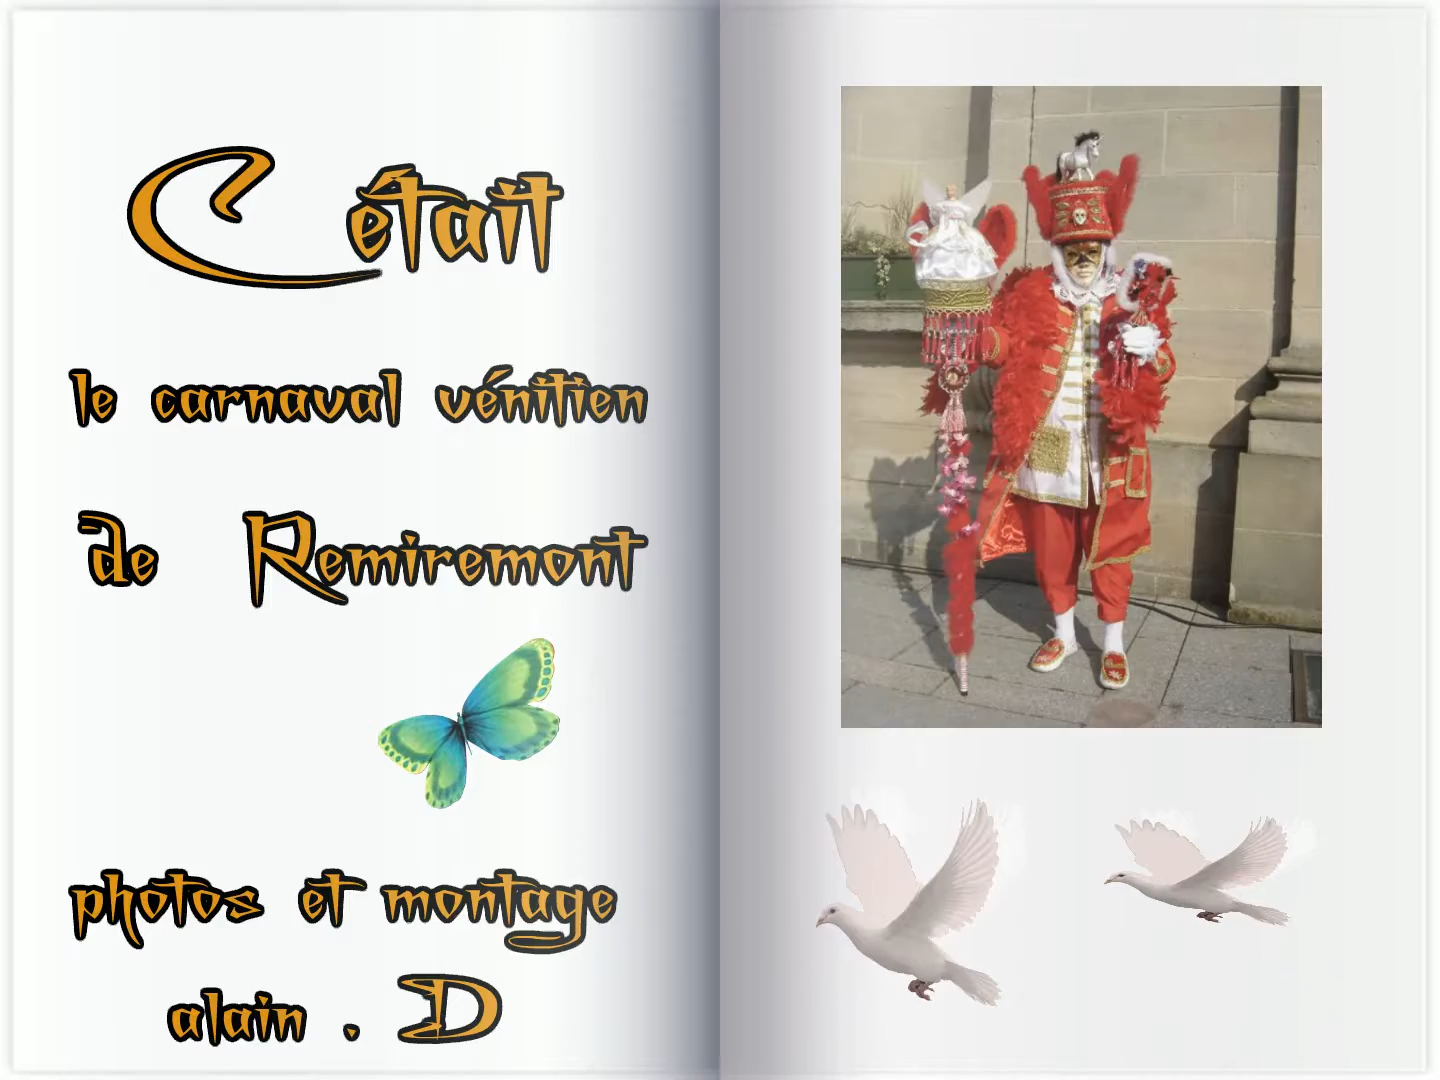 C était
le carnaval vénitien
de Remiremont
photos et montage
alain . D